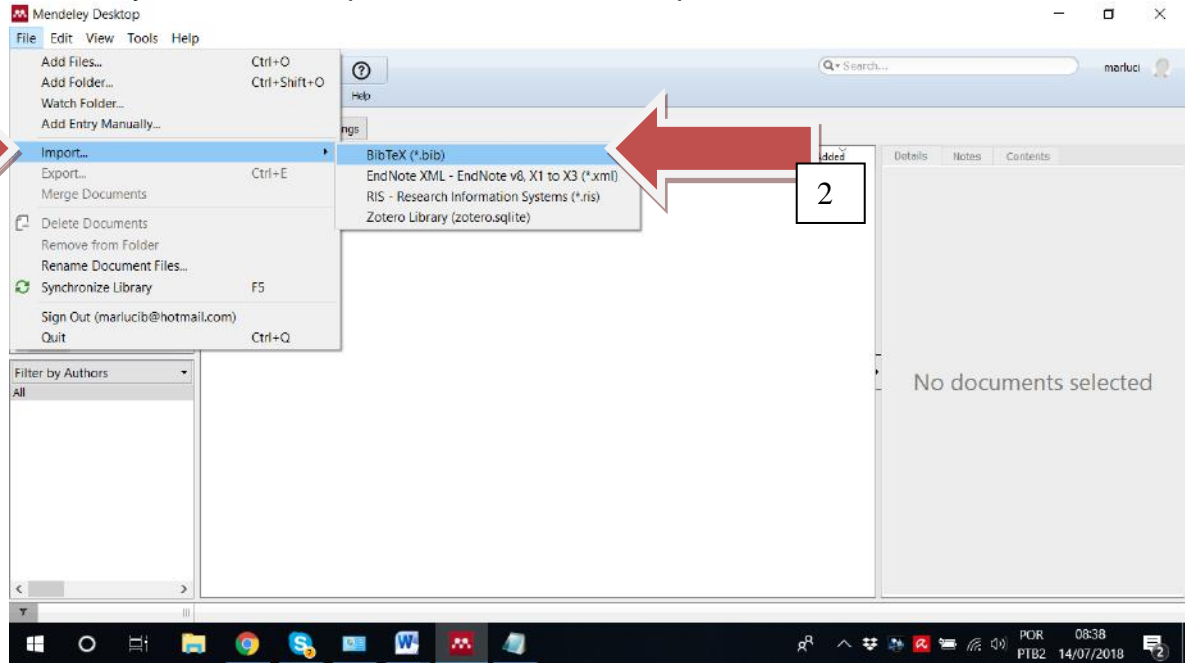 Mendeley Desktop
File Edit View Tools Help
Add Files... Ctrl+O
Add Folder... Ctrl+Shift+O
Watch Folder...
Add Entry Manually...
Import...
Export... Ctrl+E
Merge Documents
Delete Documents
Remove from Folder
Rename Document Files...
Synchronize Library F5
Sign Out (marlucib@hotmail.com)
Quit Ctrl+Q
Help
Search...
marluci
ngs
BibTeX (*.bib)
EndNote XML - EndNote v8, X1 to X3 (*.xml)
RIS - Research Information Systems (*.ris)
Zotero Library (zotero.sqlite)
2
Added
Details Notes Contents
Filter by Authors
All
No documents selected
POR 08:38
PTB2 14/07/2018
2